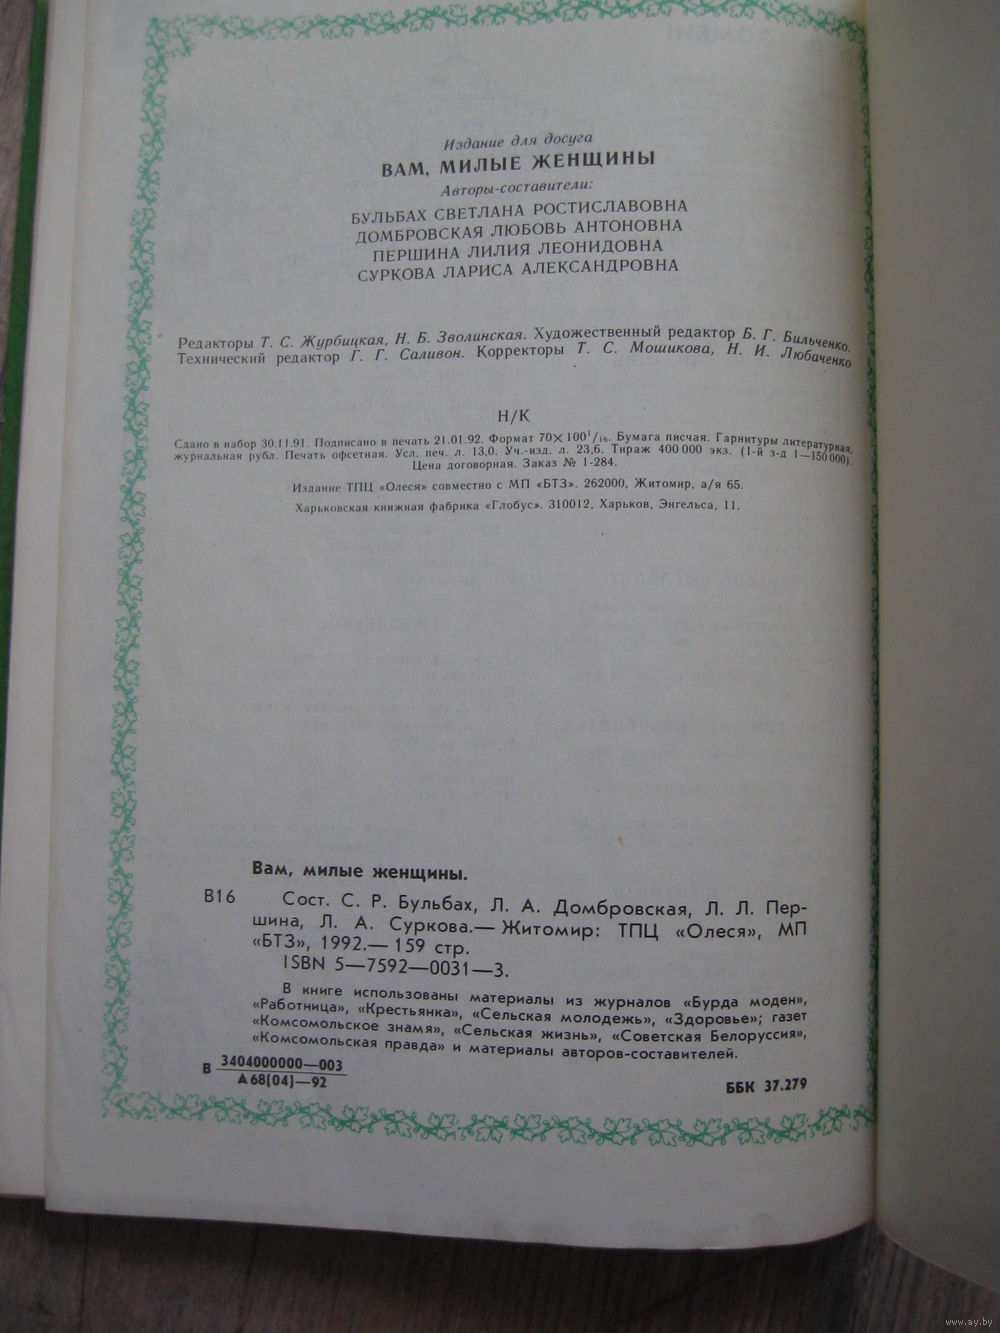 Издание для досуга
ВАМ, МИЛЫЕ ЖЕНЩИНЫ
Авторы-составители:
БУЛЬБАХ СВЕТЛАНА РОСТИСЛАВОВНА
ДОМБРОВСКАЯ ЛЮБОВЬ АНТОНОВНА
ПЕРШИНА ЛИЛИЯ ЛЕОНИДОВНА
СУРКОВА ЛАРИСА АЛЕКСАНДРОВНА
Редакторы Т. С. Журбицкая, Н. Б. Зволинская. Художественный редактор Б. Г. Бильченко.
Технический редактор Г. Г. Саливон. Корректоры Т. С. Мошикова, Н. И. Любаченко
Н/К
Сдано в набор 30.11.91. Подписано в печать 21.01.92. Формат 70×100¹/₁₆. Бумага писчая. Гарнитуры литературная,
журнальная рубл. Печать офсетная. Усл. печ. л. 13,0. Уч.-изд. л. 23,6. Тираж 400 000 экз. (1-й з-д 1—150 000).
Цена договорная. Заказ № 1-284.
Издание ТПЦ «Олеся» совместно с МП «БТЗ». 262000, Житомир, а/я 65.
Харьковская книжная фабрика «Глобус». 310012, Харьков, Энгельса, 11.
Вам, милые женщины.
В16 Сост. С. Р. Бульбах, Л. А. Домбровская, Л. Л. Пер-
шина, Л. А. Суркова.— Житомир: ТПЦ «Олеся», МП
«БТЗ», 1992.— 159 стр.
ISBN 5—7592—0031—3.
В книге использованы материалы из журналов «Бурда моден»,
«Работница», «Крестьянка», «Сельская молодежь», «Здоровье»; газет
«Комсомольское знамя», «Сельская жизнь», «Советская Белоруссия»,
«Комсомольская правда» и материалы авторов-составителей.
В 3404000000—003
А68(04)—92
ББК 37.279
www.ay.by